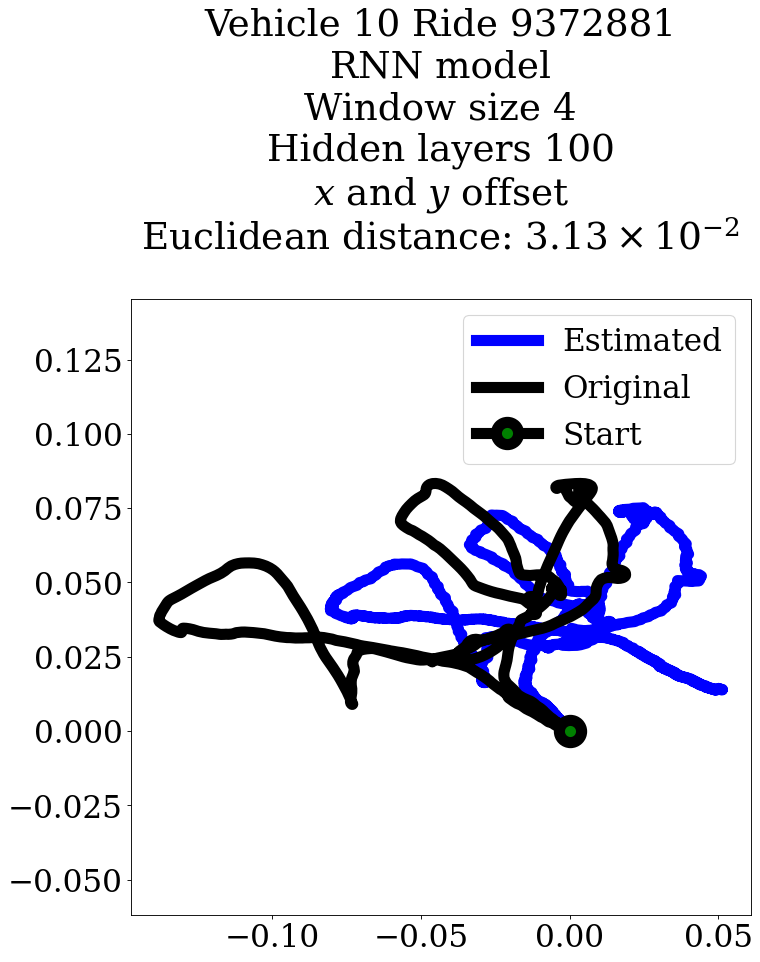 Vehicle 10 Ride 9372881
RNN model
Window size 4
Hidden layers 100
x and y offset
Euclidean distance: 3.13 × 10⁻²
Estimated
Original
Start
0.125
0.100
0.075
0.050
0.025
0.000
−0.025
−0.050
−0.10 −0.05 0.00 0.05